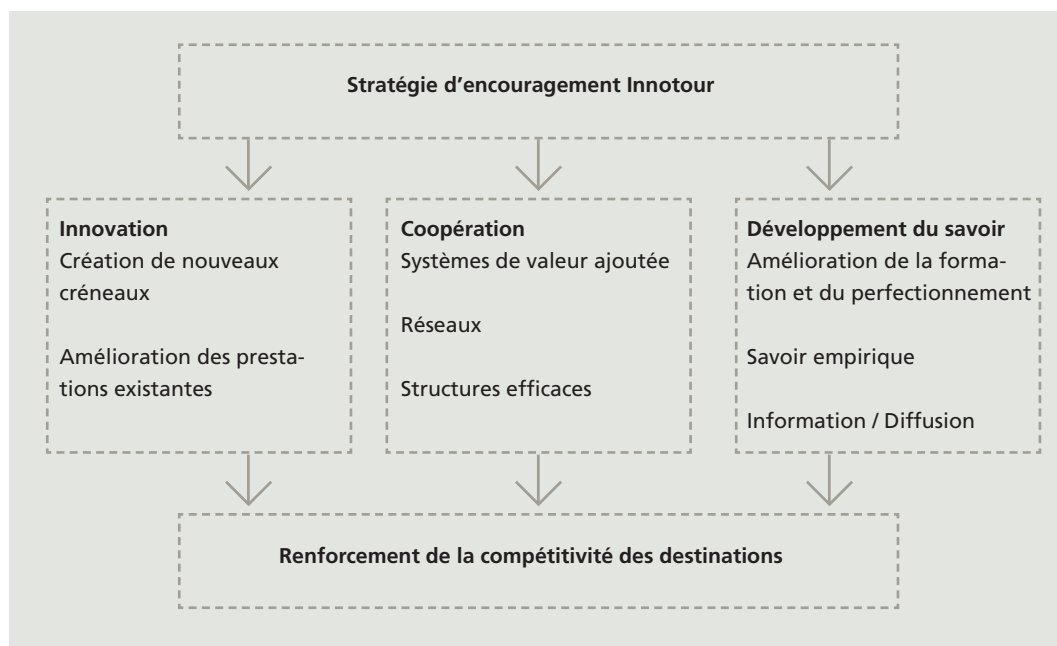 Stratégie d'encouragement Innotour
Innovation
Création de nouveaux
créneaux
Amélioration des presta-
tions existantes
Coopération
Systèmes de valeur ajoutée
Réseaux
Structures efficaces
Développement du savoir
Amélioration de la forma-
tion et du perfectionnement
Savoir empirique
Information / Diffusion
Renforcement de la compétitivité des destinations